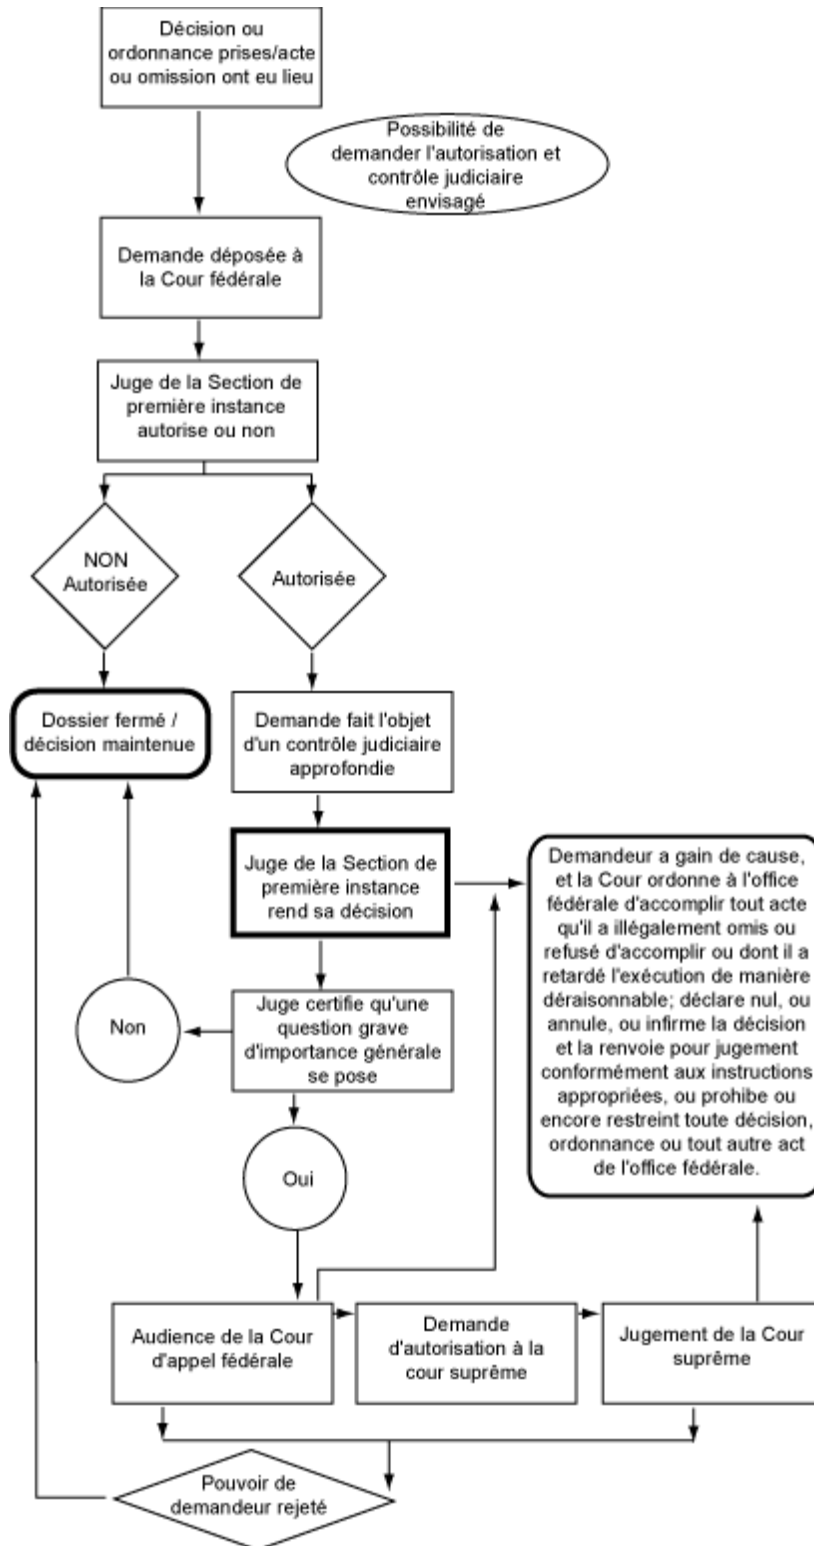 Décision ou
ordonnance prises/acte
ou omission ont eu lieu
Possibilité de
demander l'autorisation et
contrôle judiciaire
envisagé
Demande déposée à
la Cour fédérale
Juge de la Section de
première instance
autorise ou non
NON
Autorisée
Autorisée
Dossier fermé /
décision maintenue
Demande fait l'objet
d'un contrôle judiciaire
approfondie
Juge de la Section de
première instance
rend sa décision
Demandeur a gain de cause,
et la Cour ordonne à l'office
fédérale d'accomplir tout acte
qu'il a illégalement omis ou
refusé d'accomplir ou dont il a
retardé l'exécution de manière
déraisonnable; déclare nul, ou
annule, ou infirme la décision
et la renvoie pour jugement
conformément aux instructions
appropriées, ou prohibe ou
encore restreint toute décision,
ordonnance ou tout autre act
de l'office fédérale.
Non
Juge certifie qu'une
question grave
d'importance générale
se pose
Oui
Audience de la Cour
d'appel fédérale
Demande
d'autorisation à la
cour suprême
Jugement de la Cour
suprême
Pouvoir de
demandeur rejeté